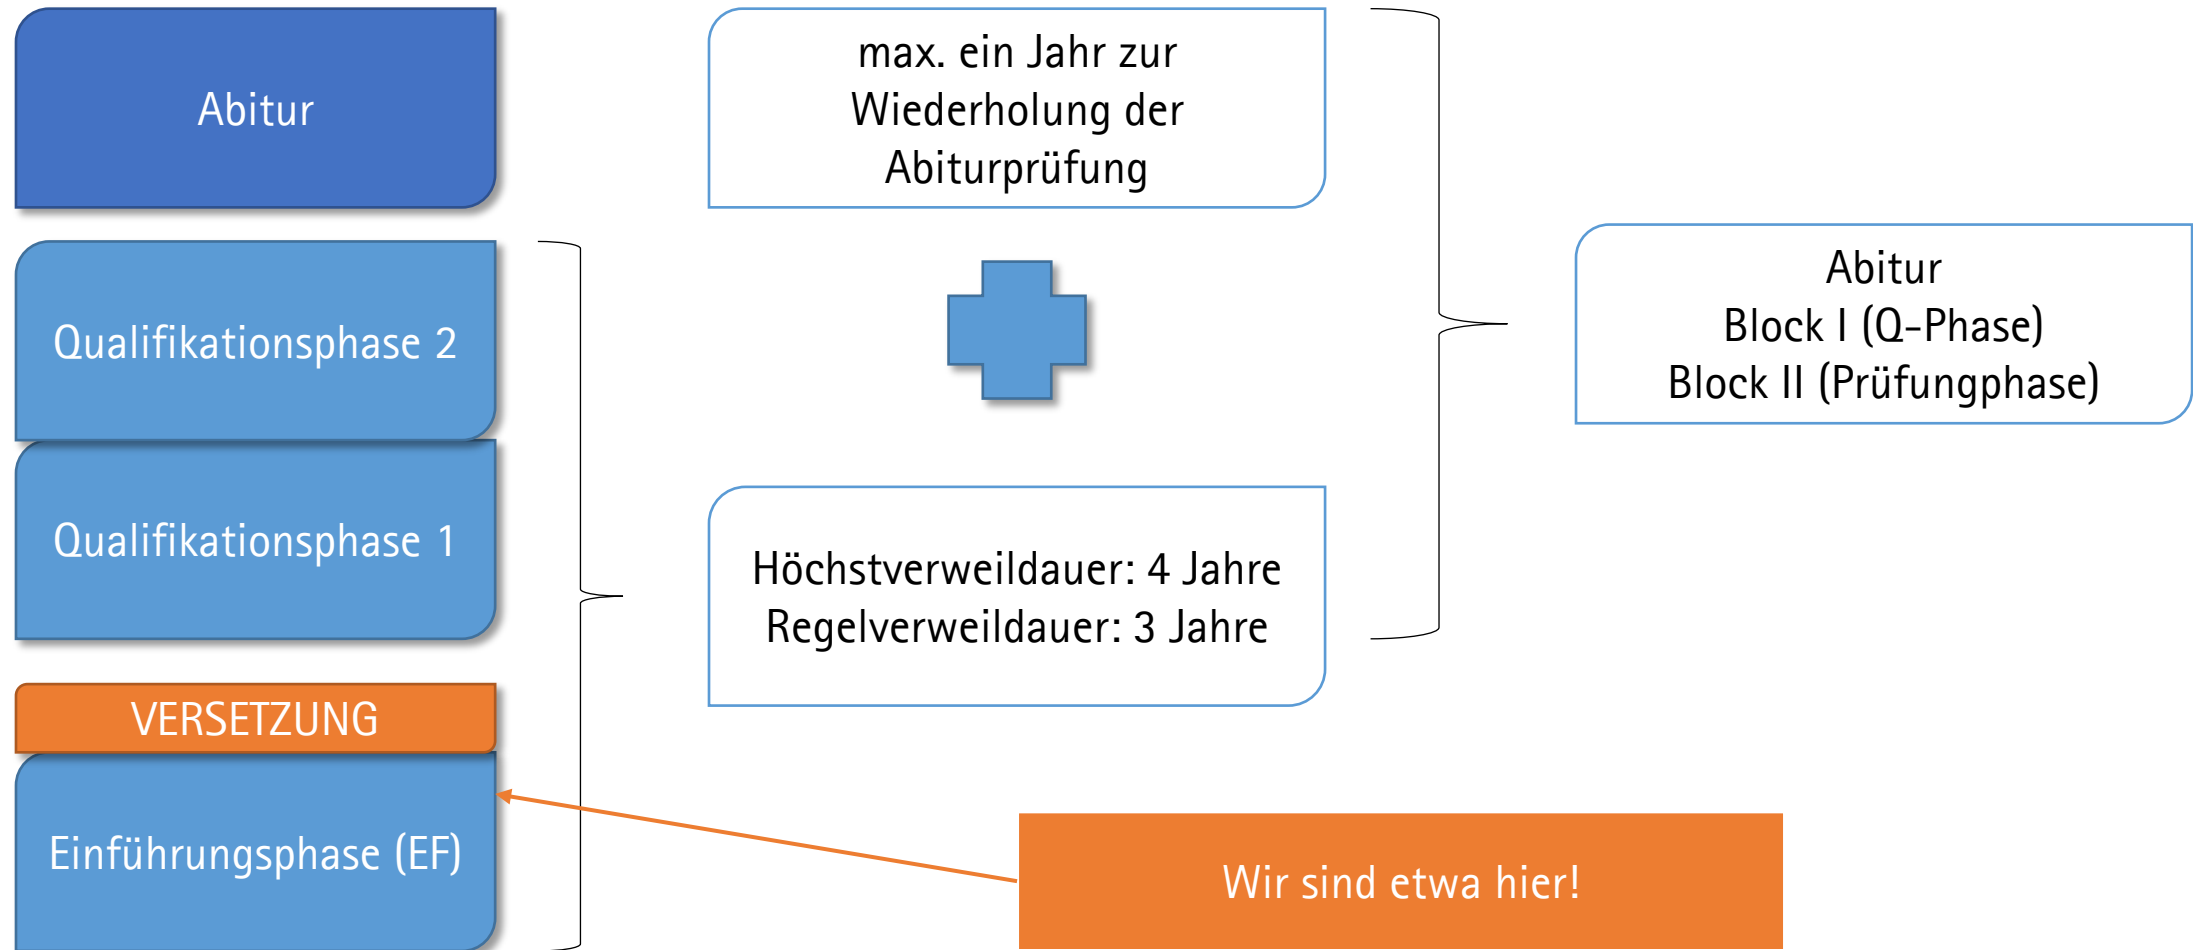 Abitur
Qualifikationsphase 2
Qualifikationsphase 1
VERSETZUNG
Einführungsphase (EF)
max. ein Jahr zur
Wiederholung der
Abiturprüfung
Höchstverweildauer: 4 Jahre
Regelverweildauer: 3 Jahre
Abitur
Block I (Q-Phase)
Block II (Prüfungphase)
Wir sind etwa hier!